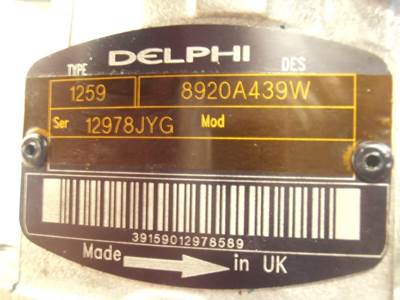 DELPHI
TYPE DES
1259 8920A439W
Ser 12978JYG Mod
39159012978589
Made in UK